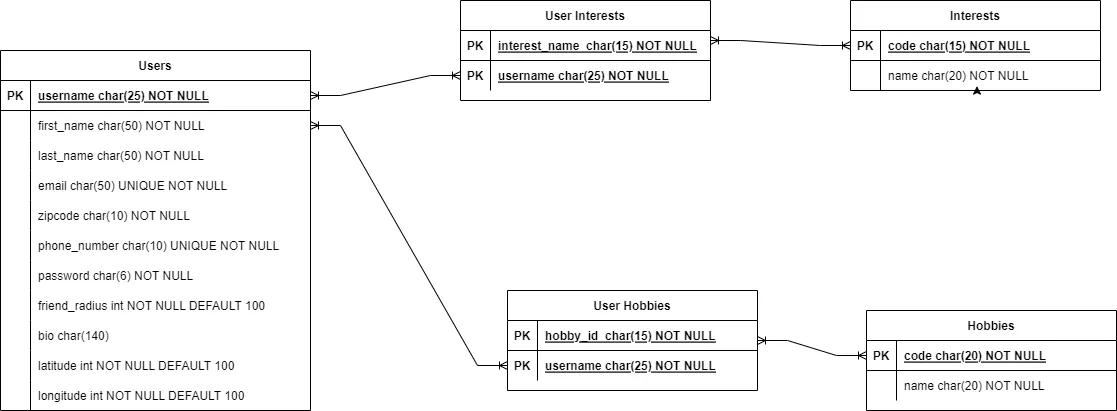 Users
PK username char(25) NOT NULL
first_name char(50) NOT NULL
last_name char(50) NOT NULL
email char(50) UNIQUE NOT NULL
zipcode char(10) NOT NULL
phone_number char(10) UNIQUE NOT NULL
password char(6) NOT NULL
friend_radius int NOT NULL DEFAULT 100
bio char(140)
latitude int NOT NULL DEFAULT 100
longitude int NOT NULL DEFAULT 100
User Interests
PK interest_name char(15) NOT NULL
PK username char(25) NOT NULL
Interests
PK code char(15) NOT NULL
name char(20) NOT NULL
User Hobbies
PK hobby_id char(15) NOT NULL
PK username char(25) NOT NULL
Hobbies
PK code char(20) NOT NULL
name char(20) NOT NULL